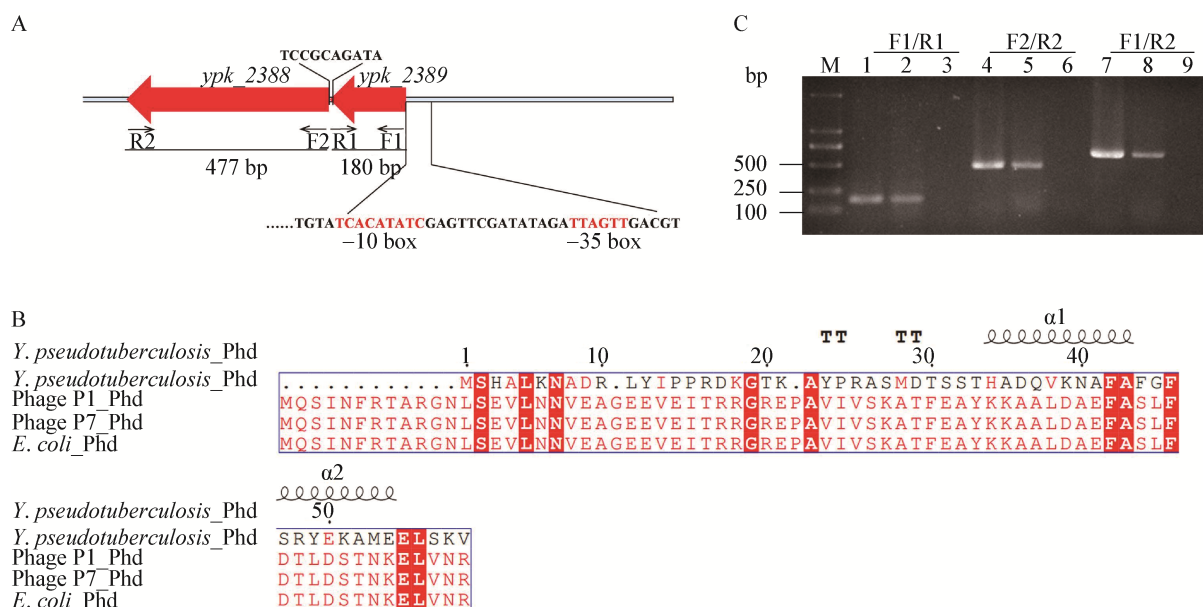 A
TCCGCAGATA
ypk_2388 ypk_2389
R2 F2 R1 F1
477 bp 180 bp
......TGTATCACATATCGAGTTCGATATAGATTAGTTGACGT
−10 box −35 box
C
F1/R1 F2/R2 F1/R2
bp M 1 2 3 4 5 6 7 8 9
500
250
100
B
α1
TT TT
Y. pseudotuberculosis_Phd 1 10 20 30 40
Y. pseudotuberculosis_Phd ............MSHALKNADR.LYIPPRDKGTK.AYPRASMDTSSTHADQVKNAFAFGF
Phage P1_Phd MQSINFRTARGNLSEVLNNVEAGEEVEITRRGREPAVIVSKATFEAYKKAALDAEFASLF
Phage P7_Phd MQSINFRTARGNLSEVLNNVEAGEEVEITRRGREPAVIVSKATFEAYKKAALDAEFASLF
E. coli_Phd MQSINFRTARGNLSEVLNNVEAGEEVEITRRGREPAVIVSKATFEAYKKAALDAEFASLF
α2
Y. pseudotuberculosis_Phd 50
Y. pseudotuberculosis_Phd SRYEKAMEELSKV
Phage P1_Phd DTLDSTNKELVNR
Phage P7_Phd DTLDSTNKELVNR
E. coli_Phd DTLDSTNKELVNR